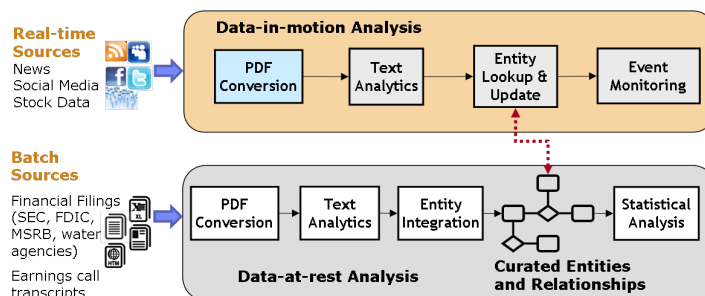 Real-time
Sources
News
Social Media
Stock Data
Data-in-motion Analysis
PDF
Conversion
Text
Analytics
Entity
Lookup &
Update
Event
Monitoring
Batch
Sources
Financial Filings
(SEC, FDIC,
MSRB, water
agencies)
Earnings call
transcripts
XL
HTM
PDF
Conversion
Text
Analytics
Entity
Integration
Statistical
Analysis
Data-at-rest Analysis
Curated Entities
and Relationships